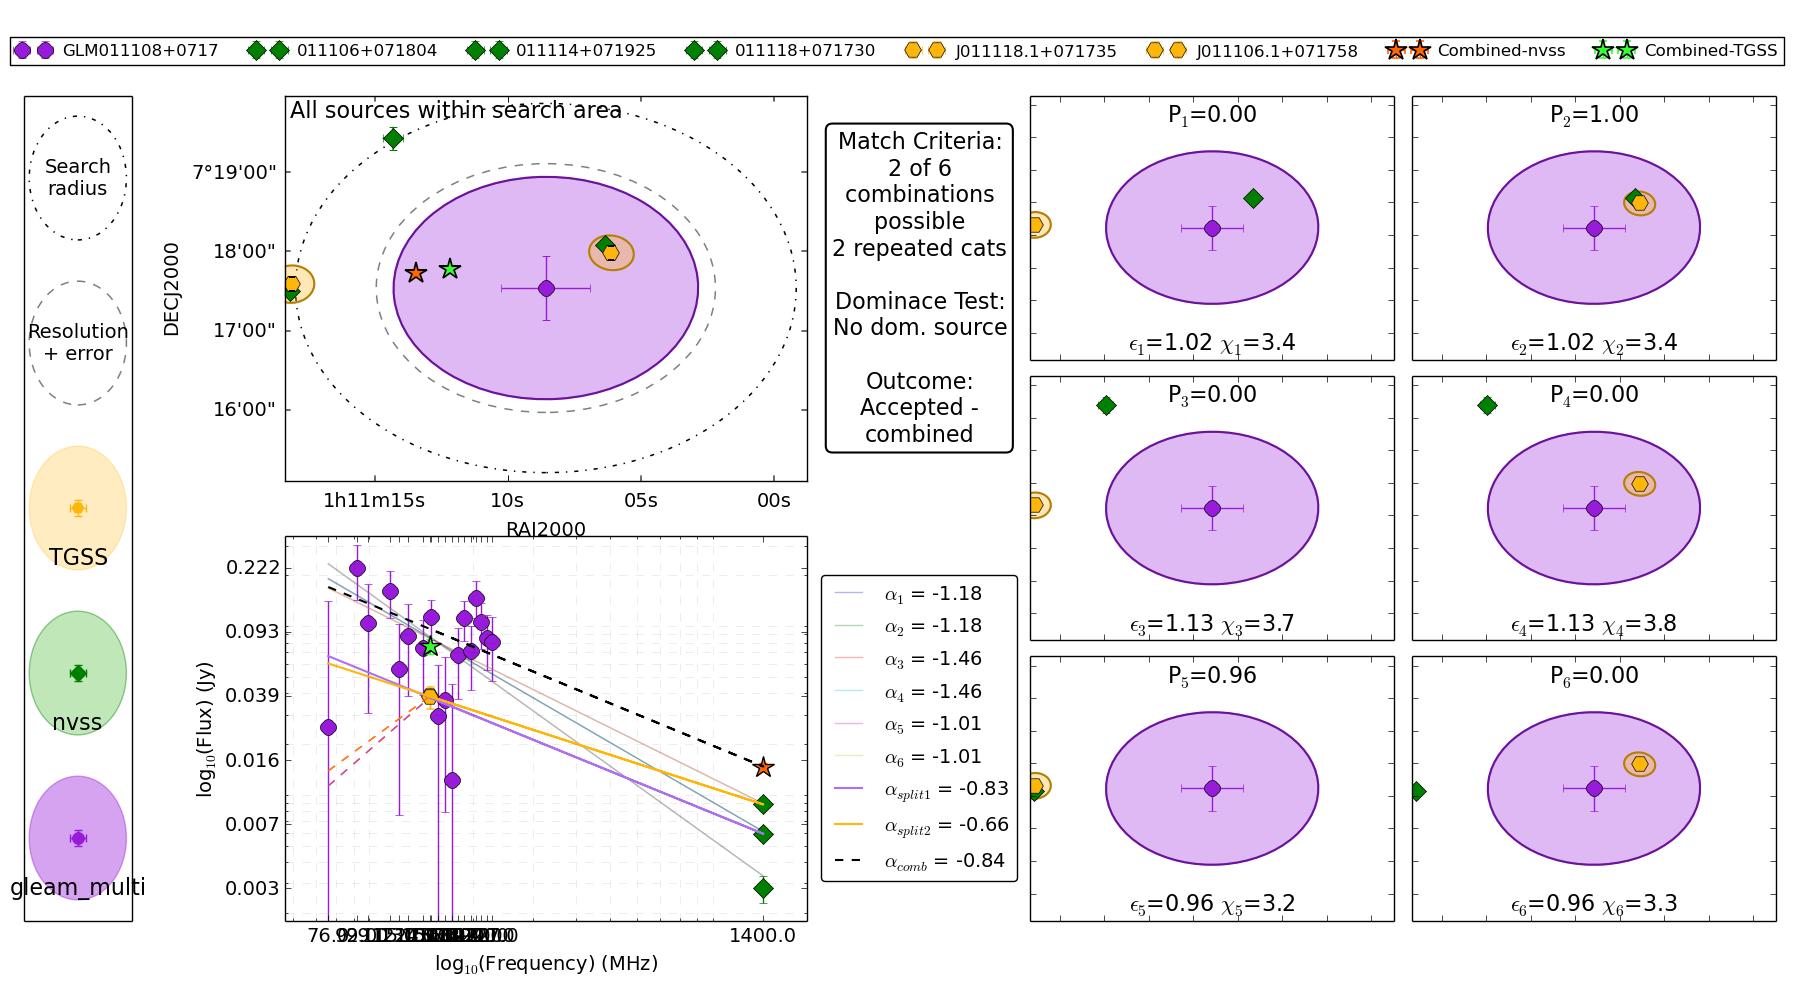 GLM011108+0717 011106+071804 011114+071925 011118+071730 J011118.1+071735 J011106.1+071758 Combined-nvss Combined-TGSS
Search
radius
Resolution
+ error
TGSS
nvss
gleam_multi
All sources within search area
DECJ2000
7°19'00"
18'00"
17'00"
16'00"
1h11m15s 10s 05s 00s
RAJ2000
Match Criteria:
2 of 6
combinations
possible
2 repeated cats
Dominace Test:
No dom. source
Outcome:
Accepted -
combined
log10(Flux) (Jy)
0.222
0.093
0.039
0.016
0.007
0.003
1400.0
log10(Frequency) (MHz)
α1 = -1.18
α2 = -1.18
α3 = -1.46
α4 = -1.46
α5 = -1.01
α6 = -1.01
αsplit1 = -0.83
αsplit2 = -0.66
αcomb = -0.84
P1=0.00
ϵ1=1.02 χ1=3.4
P2=1.00
ϵ2=1.02 χ2=3.4
P3=0.00
ϵ3=1.13 χ3=3.7
P4=0.00
ϵ4=1.13 χ4=3.8
P5=0.96
ϵ5=0.96 χ5=3.2
P6=0.00
ϵ6=0.96 χ6=3.3